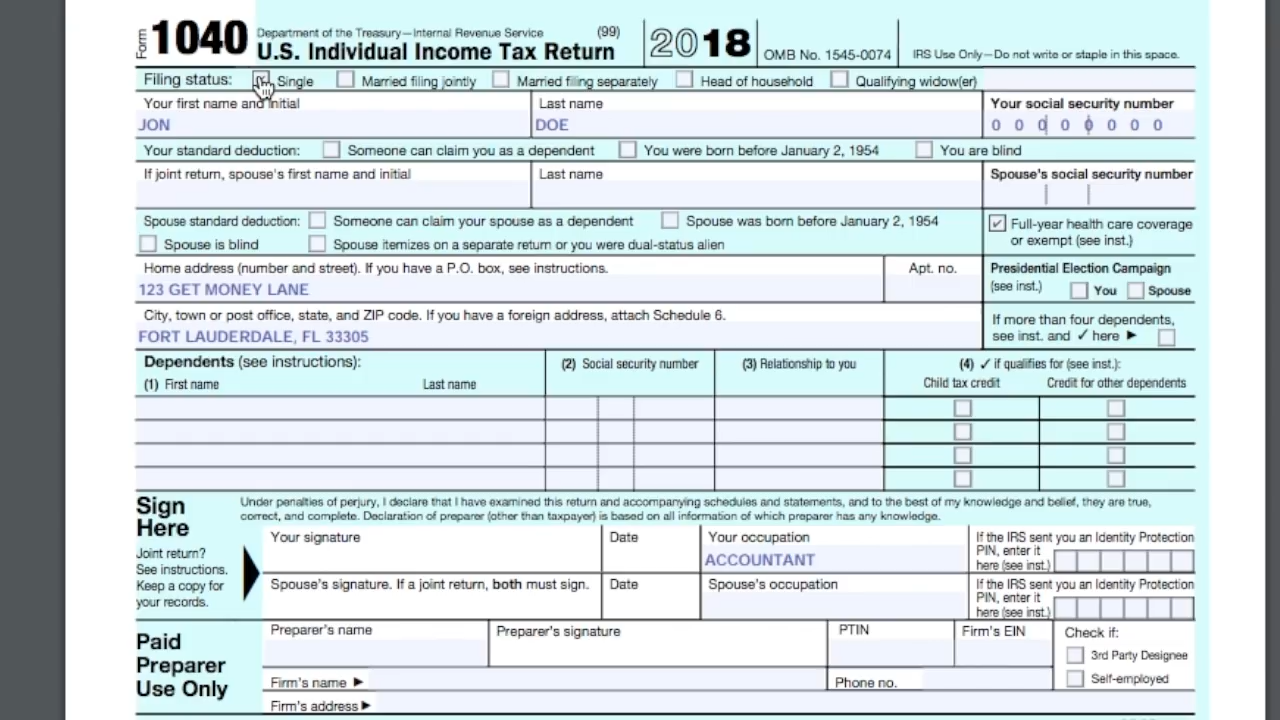 Form 1040 Department of the Treasury—Internal Revenue Service (99)
U.S. Individual Income Tax Return 2018 OMB No. 1545-0074 IRS Use Only—Do not write or staple in this space.
Filing status: Single Married filing jointly Married filing separately Head of household Qualifying widow(er)
Your first name and initial Last name Your social security number
JON DOE 0 0 0 0 0 0 0 0
Your standard deduction: Someone can claim you as a dependent You were born before January 2, 1954 You are blind
If joint return, spouse's first name and initial Last name Spouse's social security number
Spouse standard deduction: Someone can claim your spouse as a dependent Spouse was born before January 2, 1954 ✓ Full-year health care coverage
Spouse is blind Spouse itemizes on a separate return or you were dual-status alien or exempt (see inst.)
Home address (number and street). If you have a P.O. box, see instructions. Apt. no. Presidential Election Campaign
123 GET MONEY LANE (see inst.) You Spouse
City, town or post office, state, and ZIP code. If you have a foreign address, attach Schedule 6. If more than four dependents,
FORT LAUDERDALE, FL 33305 see inst. and ✓ here ►
Dependents (see instructions): (2) Social security number (3) Relationship to you (4) ✓ if qualifies for (see inst.):
(1) First name Last name Child tax credit Credit for other dependents
Sign Here Under penalties of perjury, I declare that I have examined this return and accompanying schedules and statements, and to the best of my knowledge and belief, they are true,
correct, and complete. Declaration of preparer (other than taxpayer) is based on all information of which preparer has any knowledge.
Joint return?
See instructions.
Keep a copy for
your records.
Your signature Date Your occupation If the IRS sent you an Identity Protection
ACCOUNTANT PIN, enter it
here (see inst.)
Spouse's signature. If a joint return, both must sign. Date Spouse's occupation If the IRS sent you an Identity Protection
PIN, enter it
here (see inst.)
Paid
Preparer
Use Only
Preparer's name Preparer's signature PTIN Firm's EIN Check if:
3rd Party Designee
Firm's name ► Phone no. Self-employed
Firm's address ►